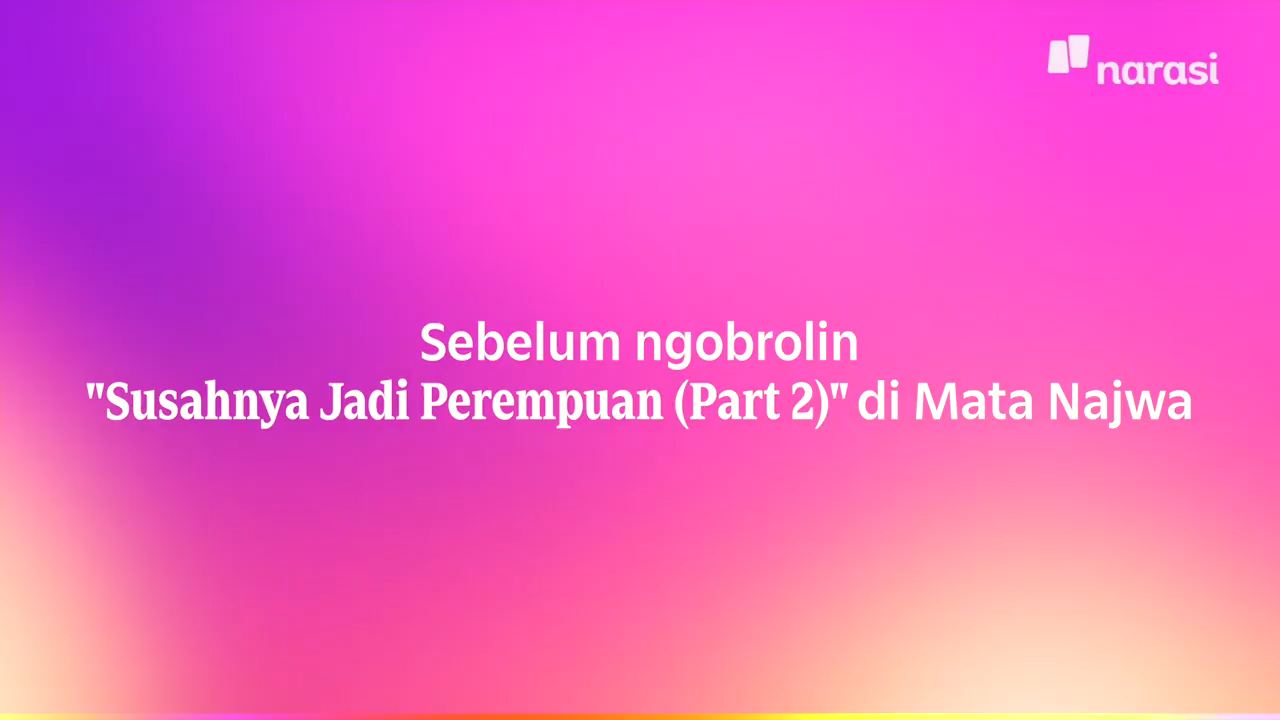 narasi
Sebelum ngobrolin
"Susahnya Jadi Perempuan (Part 2)" di Mata Najwa